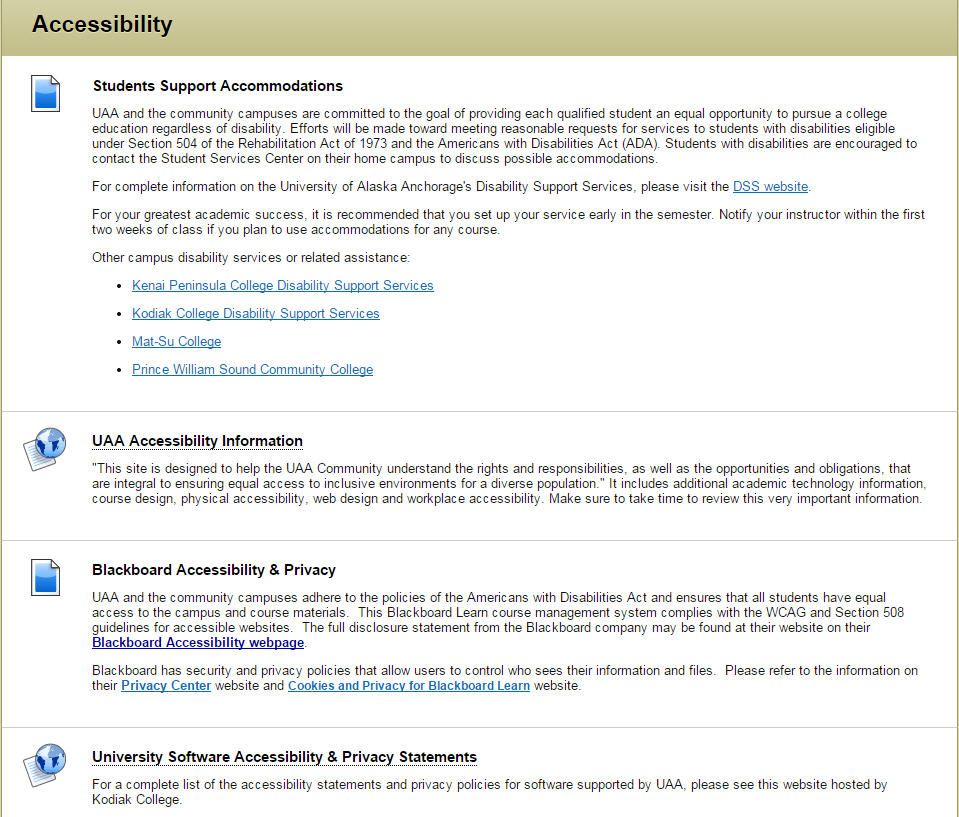 Accessibility
Students Support Accommodations
UAA and the community campuses are committed to the goal of providing each qualified student an equal opportunity to pursue a college
education regardless of disability. Efforts will be made toward meeting reasonable requests for services to students with disabilities eligible
under Section 504 of the Rehabilitation Act of 1973 and the Americans with Disabilities Act (ADA). Students with disabilities are encouraged to
contact the Student Services Center on their home campus to discuss possible accommodations.
For complete information on the University of Alaska Anchorage's Disability Support Services, please visit the DSS website.
For your greatest academic success, it is recommended that you set up your service early in the semester. Notify your instructor within the first
two weeks of class if you plan to use accommodations for any course.
Other campus disability services or related assistance:
• Kenai Peninsula College Disability Support Services
• Kodiak College Disability Support Services
• Mat-Su College
• Prince William Sound Community College
UAA Accessibility Information
"This site is designed to help the UAA Community understand the rights and responsibilities, as well as the opportunities and obligations, that
are integral to ensuring equal access to inclusive environments for a diverse population." It includes additional academic technology information,
course design, physical accessibility, web design and workplace accessibility. Make sure to take time to review this very important information.
Blackboard Accessibility & Privacy
UAA and the community campuses adhere to the policies of the Americans with Disabilities Act and ensures that all students have equal
access to the campus and course materials.  This Blackboard Learn course management system complies with the WCAG and Section 508
guidelines for accessible websites.  The full disclosure statement from the Blackboard company may be found at their website on their
Blackboard Accessibility webpage.
Blackboard has security and privacy policies that allow users to control who sees their information and files.  Please refer to the information on
their Privacy Center website and Cookies and Privacy for Blackboard Learn website.
University Software Accessibility & Privacy Statements
For a complete list of the accessibility statements and privacy policies for software supported by UAA, please see this website hosted by
Kodiak College.